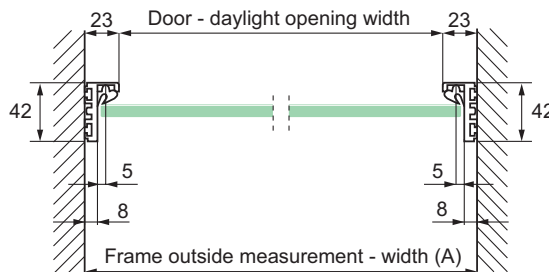 23 Door - daylight opening width 23
42 42
5 5
8 8
Frame outside measurement - width (A)